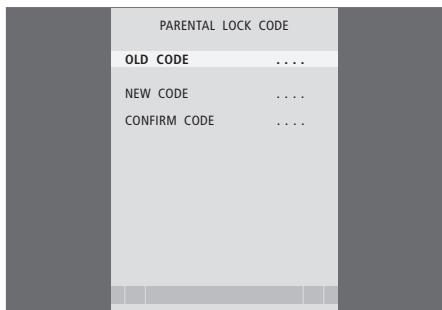 PARENTAL LOCK CODE
OLD CODE ....
NEW CODE ....
CONFIRM CODE ....